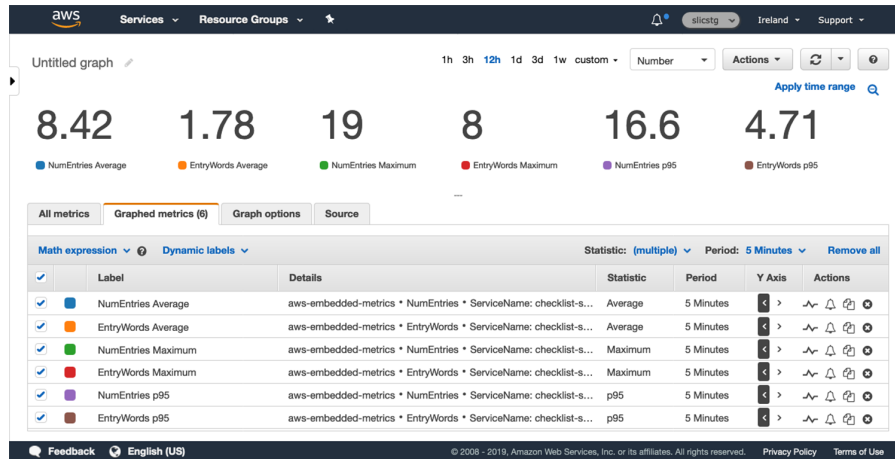 aws Services Resource Groups slicstg Ireland Support
Untitled graph 1h 3h 12h 1d 3d 1w custom Number Actions
Apply time range
8.42 1.78 19 8 16.6 4.71
NumEntries Average EntryWords Average NumEntries Maximum EntryWords Maximum NumEntries p95 EntryWords p95
All metrics Graphed metrics (6) Graph options Source
Math expression Dynamic labels Statistic: (multiple) Period: 5 Minutes Remove all
Label Details Statistic Period Y Axis Actions
NumEntries Average aws-embedded-metrics • NumEntries • ServiceName: checklist-s... Average 5 Minutes
EntryWords Average aws-embedded-metrics • EntryWords • ServiceName: checklist-s... Average 5 Minutes
NumEntries Maximum aws-embedded-metrics • NumEntries • ServiceName: checklist-s... Maximum 5 Minutes
EntryWords Maximum aws-embedded-metrics • EntryWords • ServiceName: checklist-s... Maximum 5 Minutes
NumEntries p95 aws-embedded-metrics • NumEntries • ServiceName: checklist-s... p95 5 Minutes
EntryWords p95 aws-embedded-metrics • EntryWords • ServiceName: checklist-s... p95 5 Minutes
Feedback English (US) © 2008 - 2019, Amazon Web Services, Inc. or its affiliates. All rights reserved. Privacy Policy Terms of Use